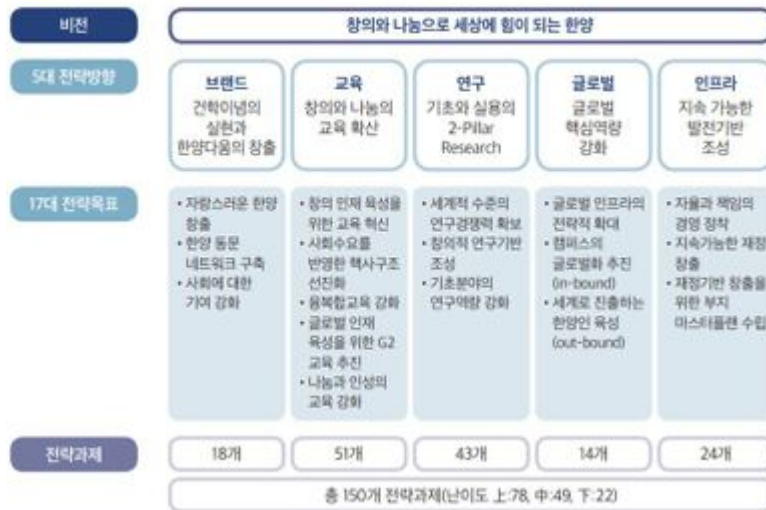 비전
창의와 나눔으로 세상에 힘이 되는 한양
5대 전략방향
브랜드
건학이념의
실현과
한양다움의 창출
교육
창의와 나눔의
교육 확산
연구
기초와 실용의
2-Pillar
Research
글로벌
글로벌
핵심역량
강화
인프라
지속 가능한
발전기반
조성
17대 전략목표
• 자랑스러운 한양
창출
• 한양 동문
네트워크 구축
• 사회에 대한
기여 강화
• 창의 인재 육성을
위한 교육 혁신
• 사회수요를
반영한 핵사구조
선진화
• 융복합교육 강화
• 글로벌 인재
육성을 위한 G2
교육 추진
• 나눔과 인성의
교육 강화
• 세계적 수준의
연구경쟁력 확보
• 창의적 연구기반
조성
• 기초분야의
연구역량 강화
• 글로벌 인프라의
전략적 확대
• 캠퍼스의
글로벌화 추진
(in-bound)
• 세계로 진출하는
한양인 육성
(out-bound)
• 자율과 책임의
경영 정착
• 지속가능한 재정
창출
• 재정기반 창출을
위한 부지
마스터플랜 수립
전략과제
18개
51개
43개
14개
24개
총 150개 전략과제(난이도 上:78, 中:49, 下:22)